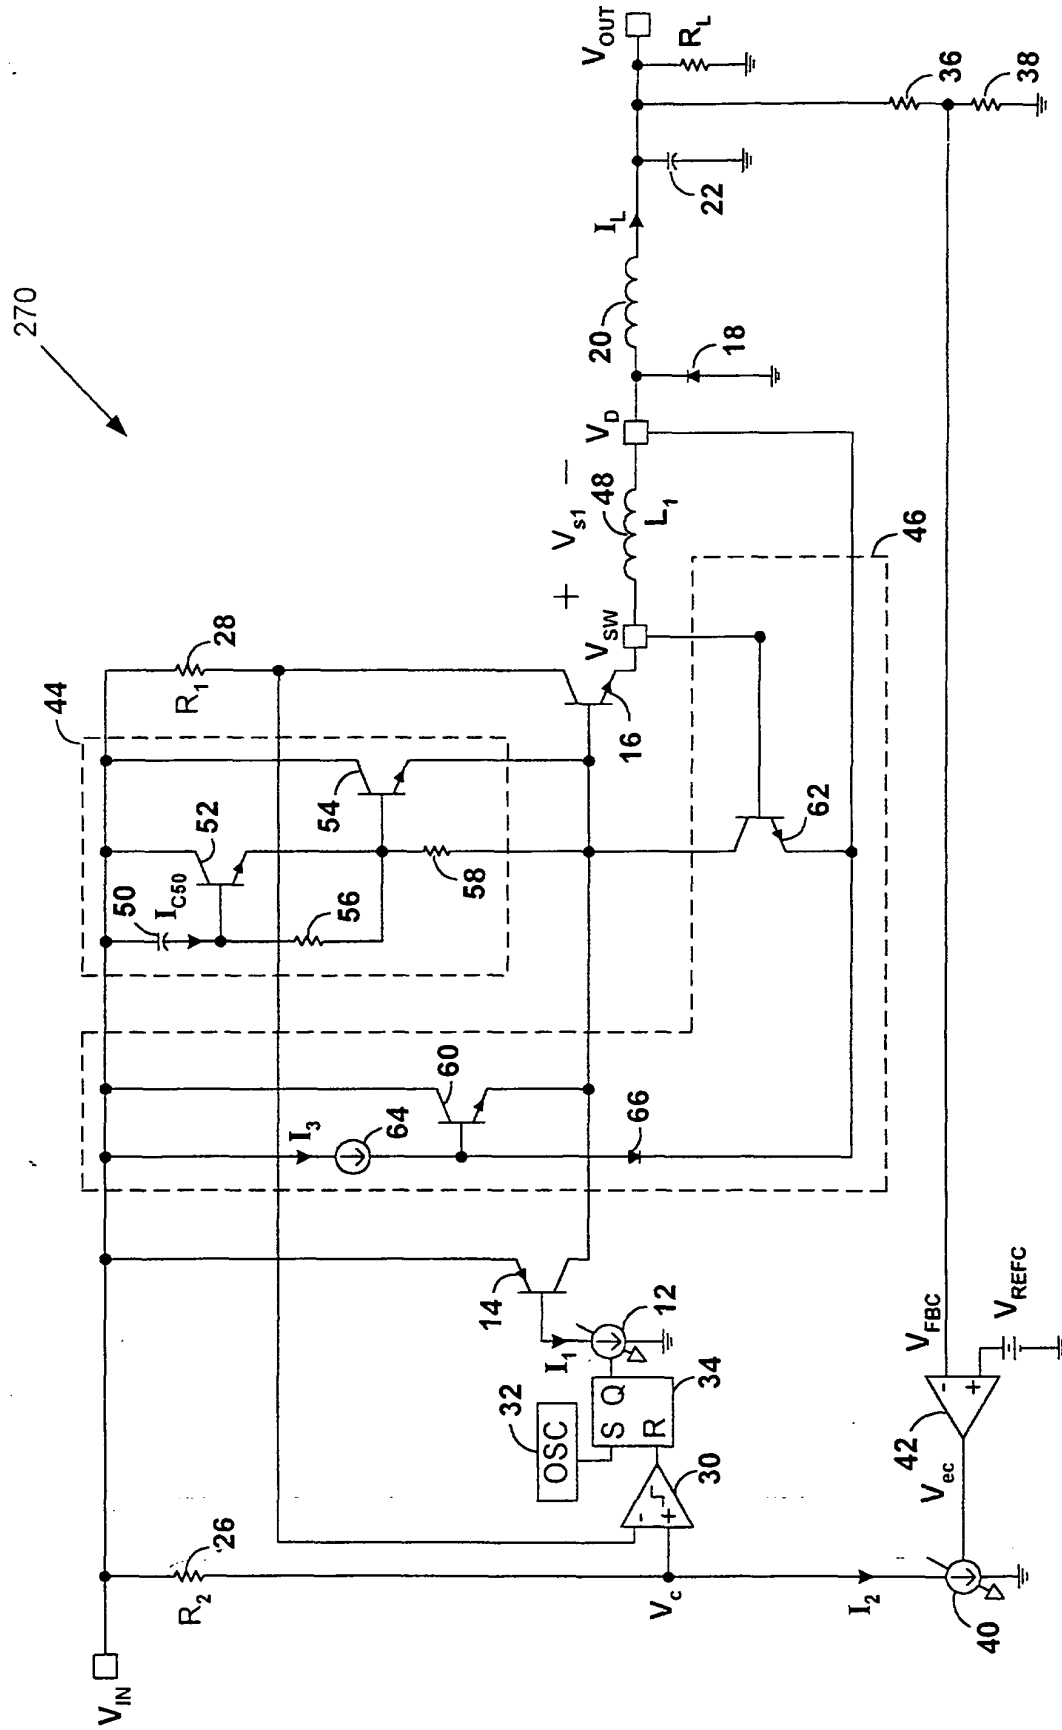 270
V_IN
R_2
26
V_c
I_2
40
V_ec
42
V_FBC
V_REFC
-
+
30
-
+
OSC
32
S Q
R
34
I_1
12
14
I_3
64
60
66
46
44
50
I_C50
52
54
56
58
R_1
28
16
62
V_SW
+ V_s1 -
48
L_1
V_D
18
20
I_L
22
V_OUT
R_L
36
38